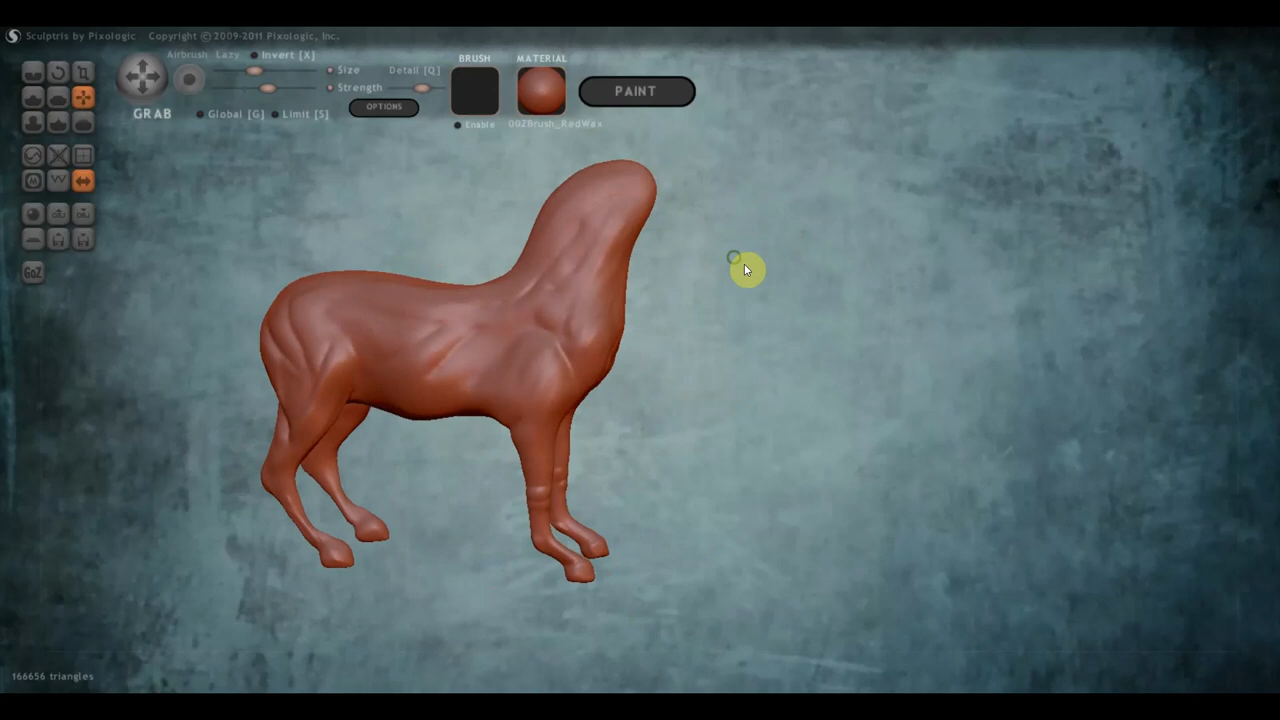 Sculptris by Pixologic Copyright © 2009-2011 Pixologic, Inc.
Airbrush Lazy Invert [X]
Size Detail [Q]
Strength
OPTIONS
GRAB Global [G] Limit [S]
BRUSH
Enable
MATERIAL
00ZBrush_RedWax
PAINT
GoZ
166656 triangles